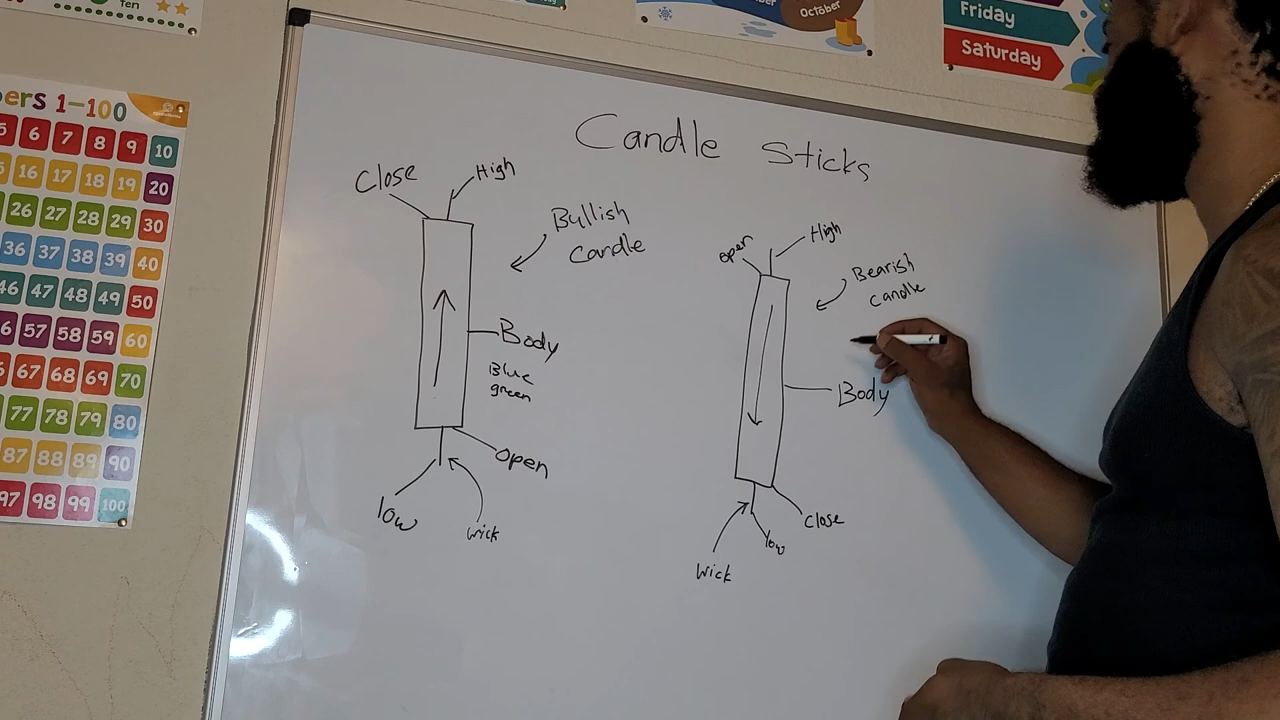 ten
October
Friday
Saturday
ers 1-100
5 6 7 8 9 10
16 17 18 19 20
26 27 28 29 30
36 37 38 39 40
46 47 48 49 50
6 57 58 59 60
67 68 69 70
77 78 79 80
87 88 89 90
97 98 99 100
Candle Sticks
Close
High
Bullish
Candle
Body
Blue
green
open
low
wick
open
High
Bearish
Candle
Body
close
low
wick